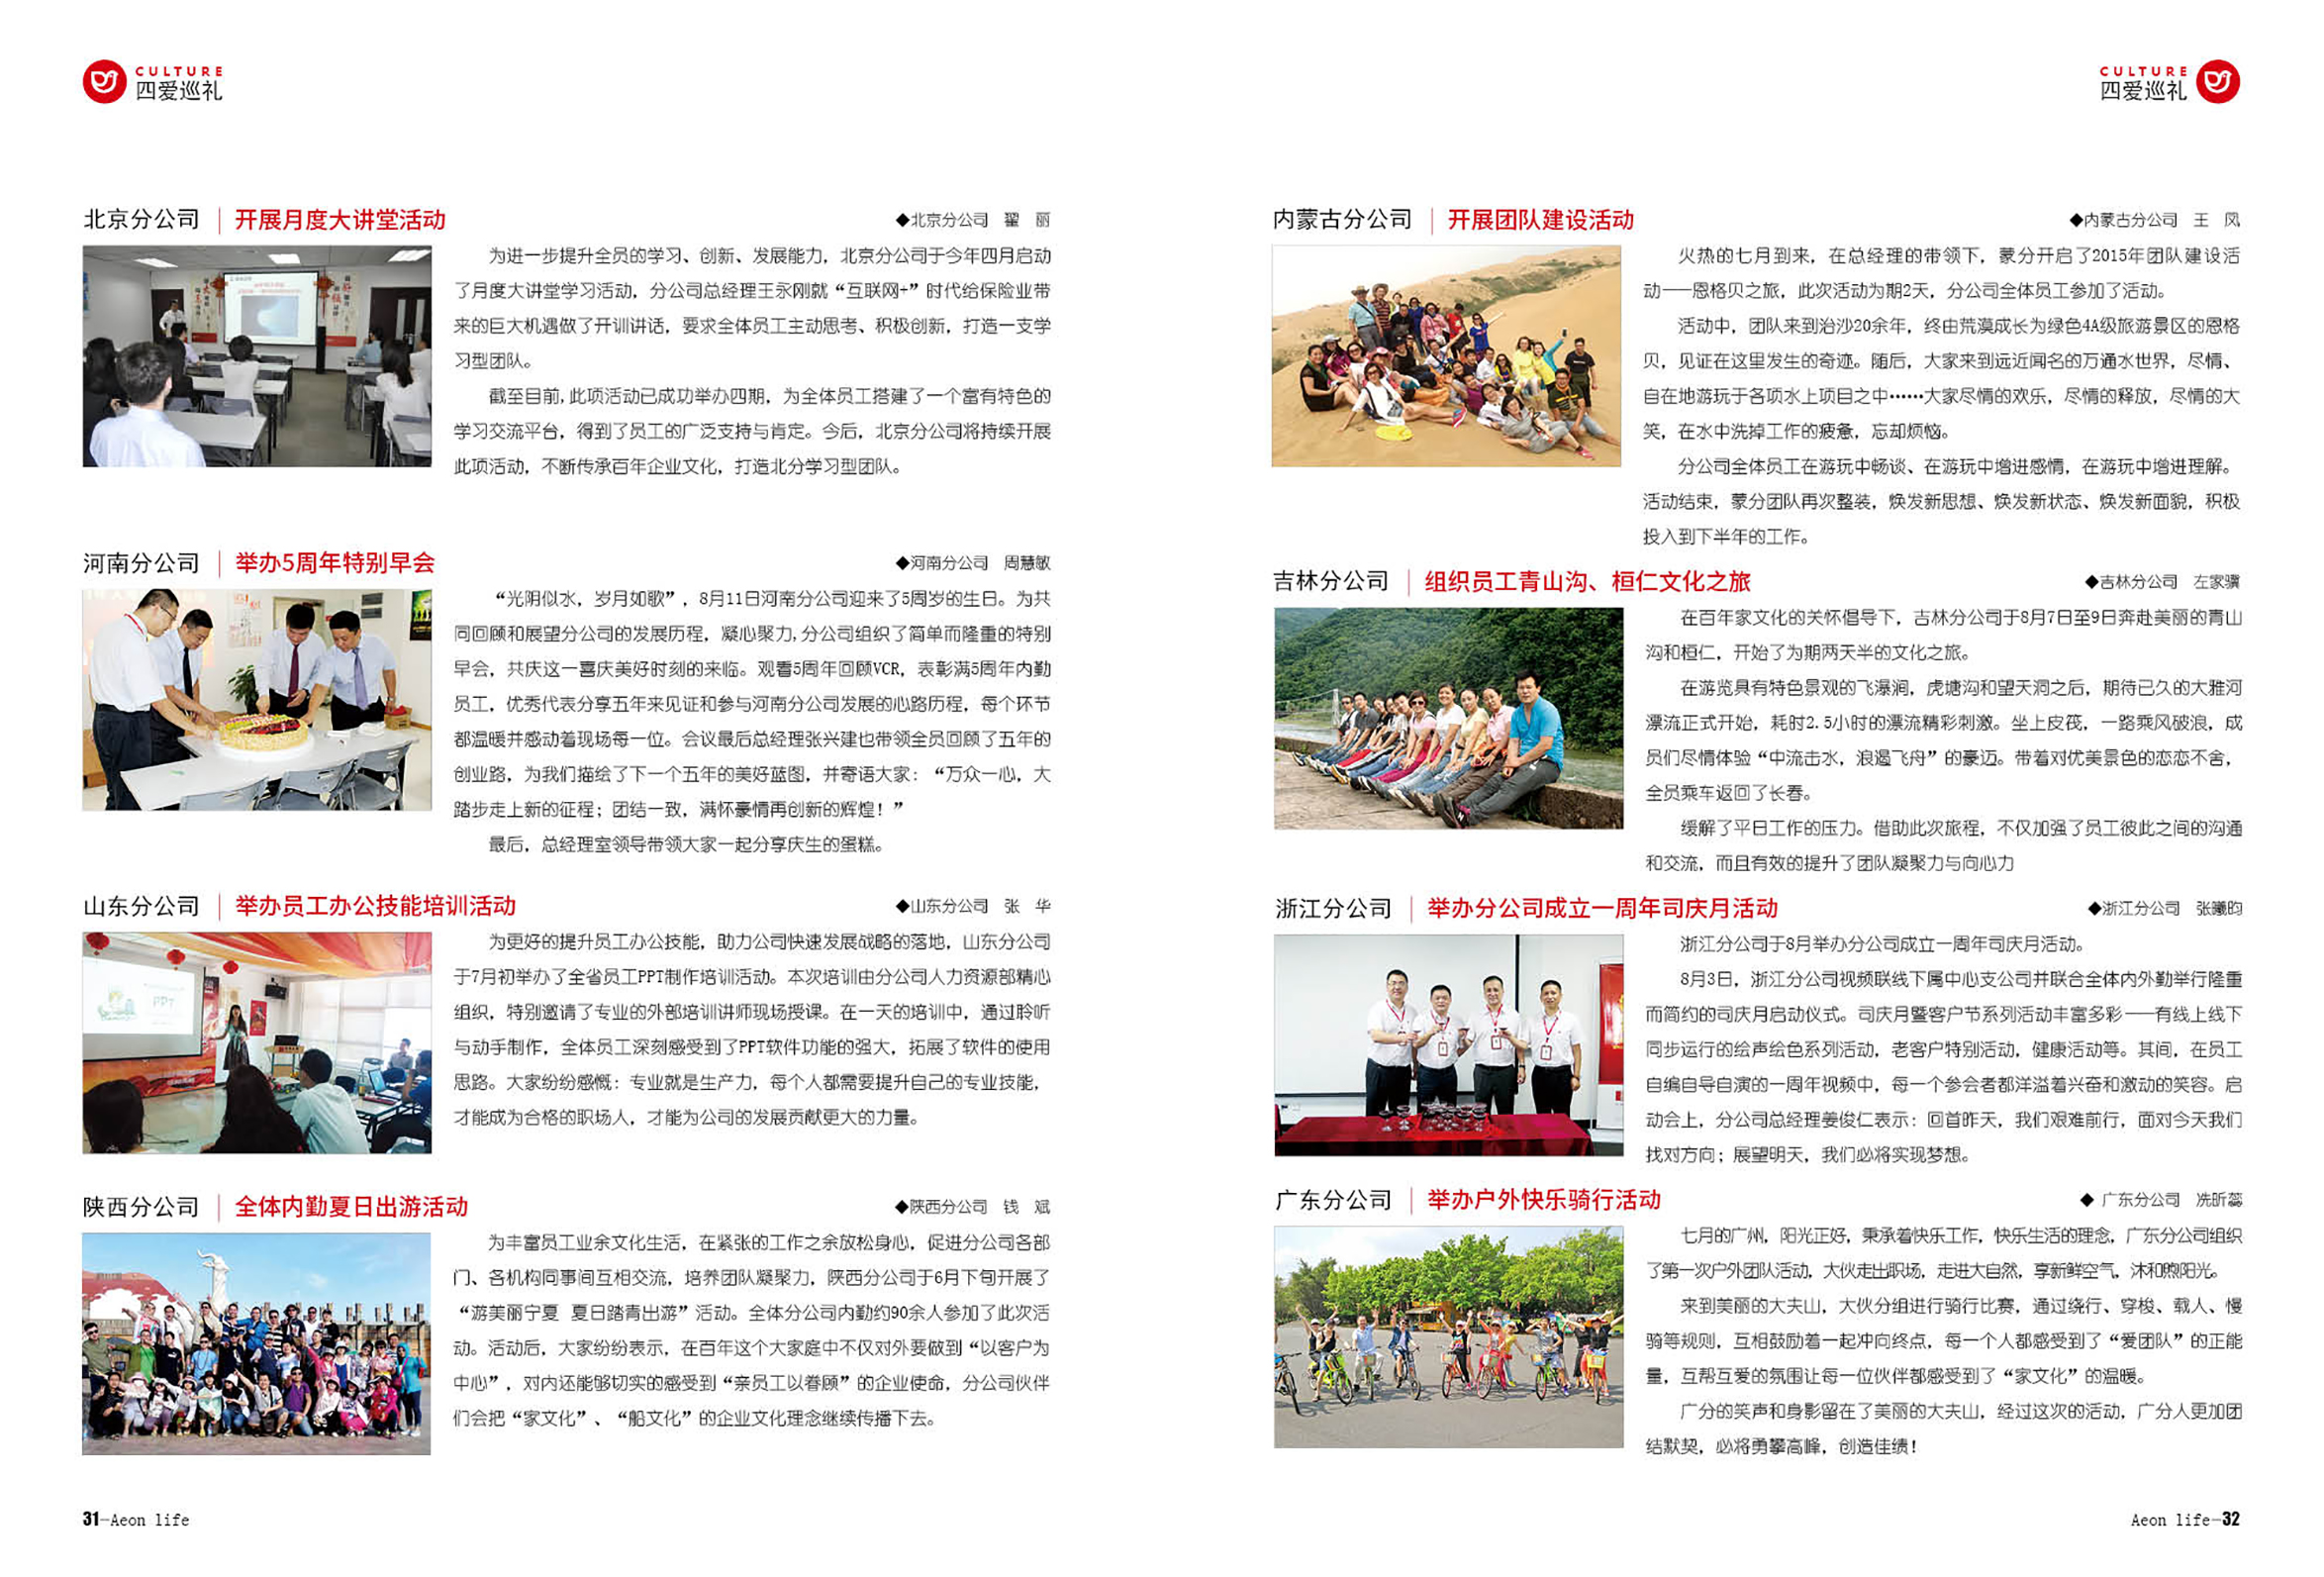 CULTURE
四爱巡礼
北京分公司 | 开展月度大讲堂活动
◆北京分公司 翟 丽
为进一步提升全员的学习、创新、发展能力，北京分公司于今年四月启动
了月度大讲堂学习活动，分公司总经理王永刚就“互联网+”时代给保险业带
来的巨大机遇做了开训讲话，要求全体员工主动思考、积极创新，打造一支学
习型团队。
截至目前,此项活动已成功举办四期，为全体员工搭建了一个富有特色的
学习交流平台，得到了员工的广泛支持与肯定。今后，北京分公司将持续开展
此项活动，不断传承百年企业文化，打造北分学习型团队。
河南分公司 | 举办5周年特别早会
◆河南分公司 周慧敏
“光阴似水，岁月如歌”，8月11日河南分公司迎来了5周岁的生日。为共
同回顾和展望分公司的发展历程，凝心聚力,分公司组织了简单而隆重的特别
早会，共庆这一喜庆美好时刻的来临。观看5周年回顾VCR，表彰满5周年内勤
员工，优秀代表分享五年来见证和参与河南分公司发展的心路历程，每个环节
都温暖并感动着现场每一位。会议最后总经理张兴建也带领全员回顾了五年的
创业路，为我们描绘了下一个五年的美好蓝图，并寄语大家：“万众一心，大
踏步走上新的征程；团结一致，满怀豪情再创新的辉煌！”
最后，总经理室领导带领大家一起分享庆生的蛋糕。
山东分公司 | 举办员工办公技能培训活动
◆山东分公司 张 华
PPT
为更好的提升员工办公技能，助力公司快速发展战略的落地，山东分公司
于7月初举办了全省员工PPT制作培训活动。本次培训由分公司人力资源部精心
组织，特别邀请了专业的外部培训讲师现场授课。在一天的培训中，通过聆听
与动手制作，全体员工深刻感受到了PPT软件功能的强大，拓展了软件的使用
思路。大家纷纷感慨：专业就是生产力，每个人都需要提升自己的专业技能，
才能成为合格的职场人，才能为公司的发展贡献更大的力量。
陕西分公司 | 全体内勤夏日出游活动
◆陕西分公司 钱 斌
为丰富员工业余文化生活，在紧张的工作之余放松身心，促进分公司各部
门、各机构同事间互相交流，培养团队凝聚力，陕西分公司于6月下旬开展了
“游美丽宁夏 夏日踏青出游”活动。全体分公司内勤约90余人参加了此次活
动。活动后，大家纷纷表示，在百年这个大家庭中不仅对外要做到“以客户为
中心”，对内还能够切实的感受到“亲员工以眷顾”的企业使命，分公司伙伴
们会把“家文化”、“船文化”的企业文化理念继续传播下去。
31-Aeon life
CULTURE
四爱巡礼
内蒙古分公司 | 开展团队建设活动
◆内蒙古分公司 王 凤
火热的七月到来，在总经理的带领下，蒙分开启了2015年团队建设活
动——恩格贝之旅，此次活动为期2天，分公司全体员工参加了活动。
活动中，团队来到治沙20余年，终由荒漠成长为绿色4A级旅游景区的恩格
贝，见证在这里发生的奇迹。随后，大家来到远近闻名的万通水世界，尽情、
自在地游玩于各项水上项目之中……大家尽情的欢乐，尽情的释放，尽情的大
笑，在水中洗掉工作的疲惫，忘却烦恼。
分公司全体员工在游玩中畅谈、在游玩中增进感情，在游玩中增进理解。
活动结束，蒙分团队再次整装，焕发新思想、焕发新状态、焕发新面貌，积极
投入到下半年的工作。
吉林分公司 | 组织员工青山沟、桓仁文化之旅
◆吉林分公司 左家骥
在百年家文化的关怀倡导下，吉林分公司于8月7日至9日奔赴美丽的青山
沟和桓仁，开始了为期两天半的文化之旅。
在游览具有特色景观的飞瀑涧，虎塘沟和望天洞之后，期待已久的大雅河
漂流正式开始，耗时2.5小时的漂流精彩刺激。坐上皮筏，一路乘风破浪，成
员们尽情体验“中流击水，浪遏飞舟”的豪迈。带着对优美景色的恋恋不舍，
全员乘车返回了长春。
缓解了平日工作的压力。借助此次旅程，不仅加强了员工彼此之间的沟通
和交流，而且有效的提升了团队凝聚力与向心力
浙江分公司 | 举办分公司成立一周年司庆月活动
◆浙江分公司 张曦昀
浙江分公司于8月举办分公司成立一周年司庆月活动。
8月3日，浙江分公司视频联线下属中心支公司并联合全体内外勤举行隆重
而简约的司庆月启动仪式。司庆月暨客户节系列活动丰富多彩——有线上线下
同步运行的绘声绘色系列活动，老客户特别活动，健康活动等。其间，在员工
自编自导自演的一周年视频中，每一个参会者都洋溢着兴奋和激动的笑容。启
动会上，分公司总经理姜俊仁表示：回首昨天，我们艰难前行，面对今天我们
找对方向；展望明天，我们必将实现梦想。
广东分公司 | 举办户外快乐骑行活动
◆ 广东分公司 冼昕蕊
七月的广州，阳光正好，秉承着快乐工作，快乐生活的理念，广东分公司组织
了第一次户外团队活动，大伙走出职场，走进大自然，享新鲜空气，沐和煦阳光。
来到美丽的大夫山，大伙分组进行骑行比赛，通过绕行、穿梭、载人、慢
骑等规则，互相鼓励着一起冲向终点，每一个人都感受到了“爱团队”的正能
量，互帮互爱的氛围让每一位伙伴都感受到了“家文化”的温暖。
广分的笑声和身影留在了美丽的大夫山，经过这次的活动，广分人更加团
结默契，必将勇攀高峰，创造佳绩！
Aeon life-32